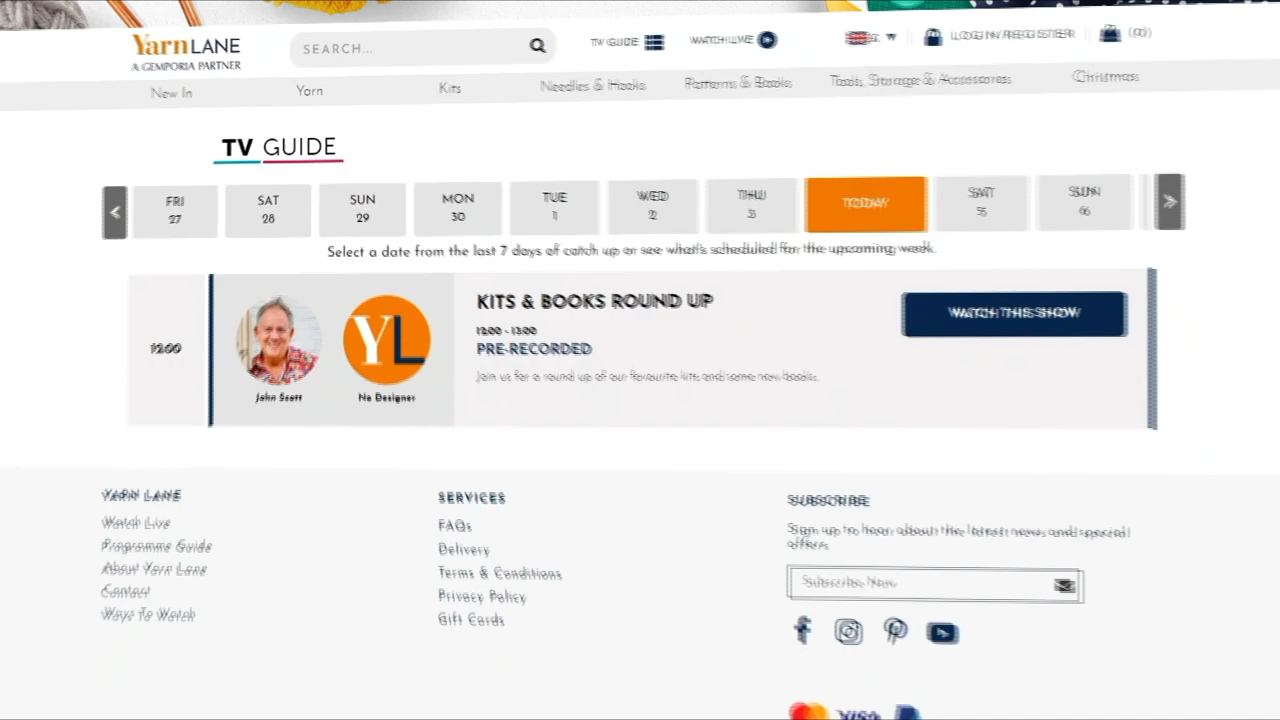 YarnLANE
A GEMPORIA PARTNER
SEARCH...
TV GUIDE
WATCH LIVE
LOG IN/REGISTER
(0)
New In
Yarn
Kits
Needles & Hooks
Patterns & Books
Tools, Storage & Accessories
Christmas
TV GUIDE
FRI
27
SAT
28
SUN
29
MON
30
TUE
1
WED
2
THU
3
TODAY
SAT
5
SUN
6
Select a date from the last 7 days of catch up or see what's scheduled for the upcoming week.
12:00
John Scott
YL
No Designer
KITS & BOOKS ROUND UP
12:00 - 13:00
PRE-RECORDED
Join us for a round up of our favourite kits and some new books.
WATCH THIS SHOW
YARN LANE
Watch Live
Programme Guide
About Yarn Lane
Contact
Ways To Watch
SERVICES
FAQs
Delivery
Terms & Conditions
Privacy Policy
Gift Cards
SUBSCRIBE
Sign up to hear about the latest news and special
offers
Subscribe Now
VISA